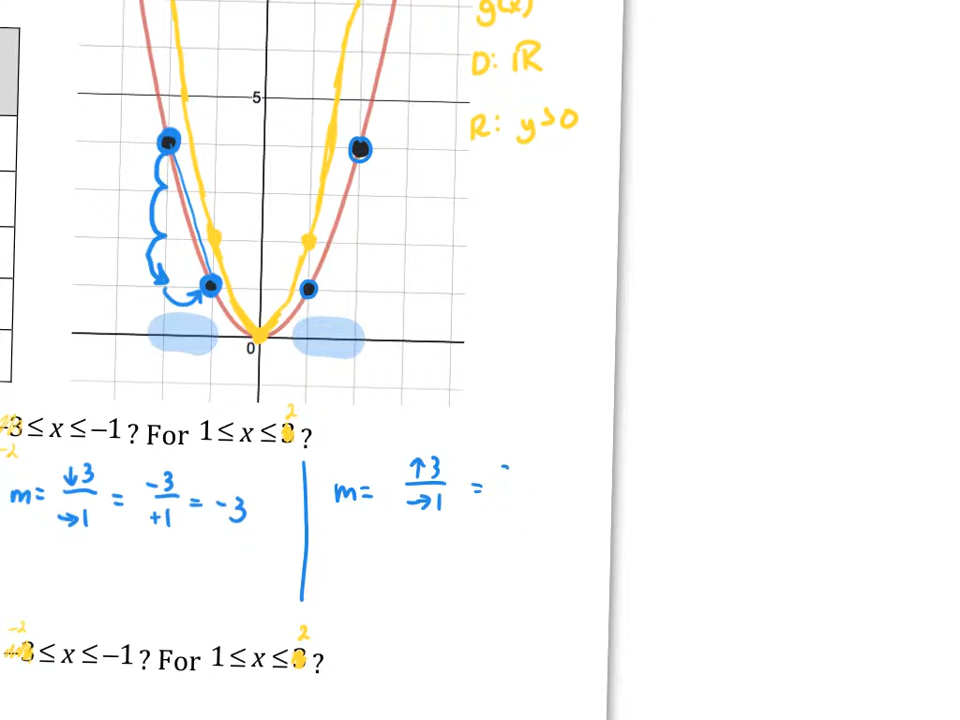 g(x)
D: ℝ
5
R: y>0
0
2
-3 ≤ x ≤ −1? For 1 ≤ x ≤ 3?
-2
m = ↓3/→1 = -3/+1 = -3
m = ↑3/→1 =
-2
2
-3 ≤ x ≤ −1? For 1 ≤ x ≤ 3?